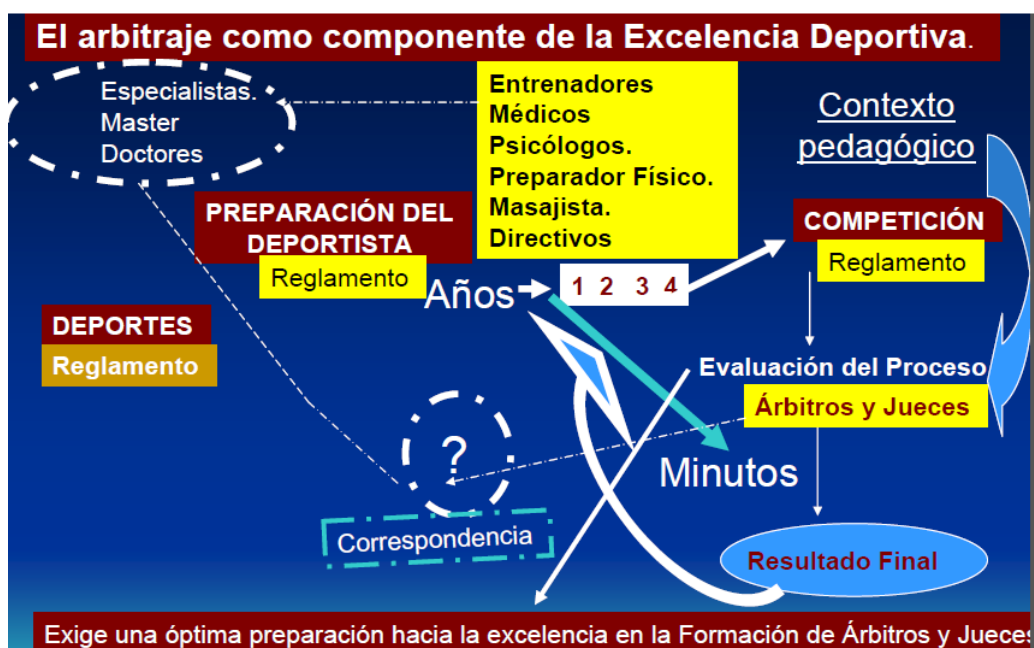 El arbitraje como componente de la Excelencia Deportiva.
Especialistas.
Master
Doctores
Entrenadores
Médicos
Psicólogos.
Preparador Físico.
Masajista.
Directivos
Contexto
pedagógico
PREPARACIÓN DEL
DEPORTISTA
Reglamento
COMPETICIÓN
Reglamento
Años
1 2 3 4
DEPORTES
Reglamento
Evaluación del Proceso
Árbitros y Jueces
?
Minutos
Correspondencia
Resultado Final
Exige una óptima preparación hacia la excelencia en la Formación de Árbitros y Jueces